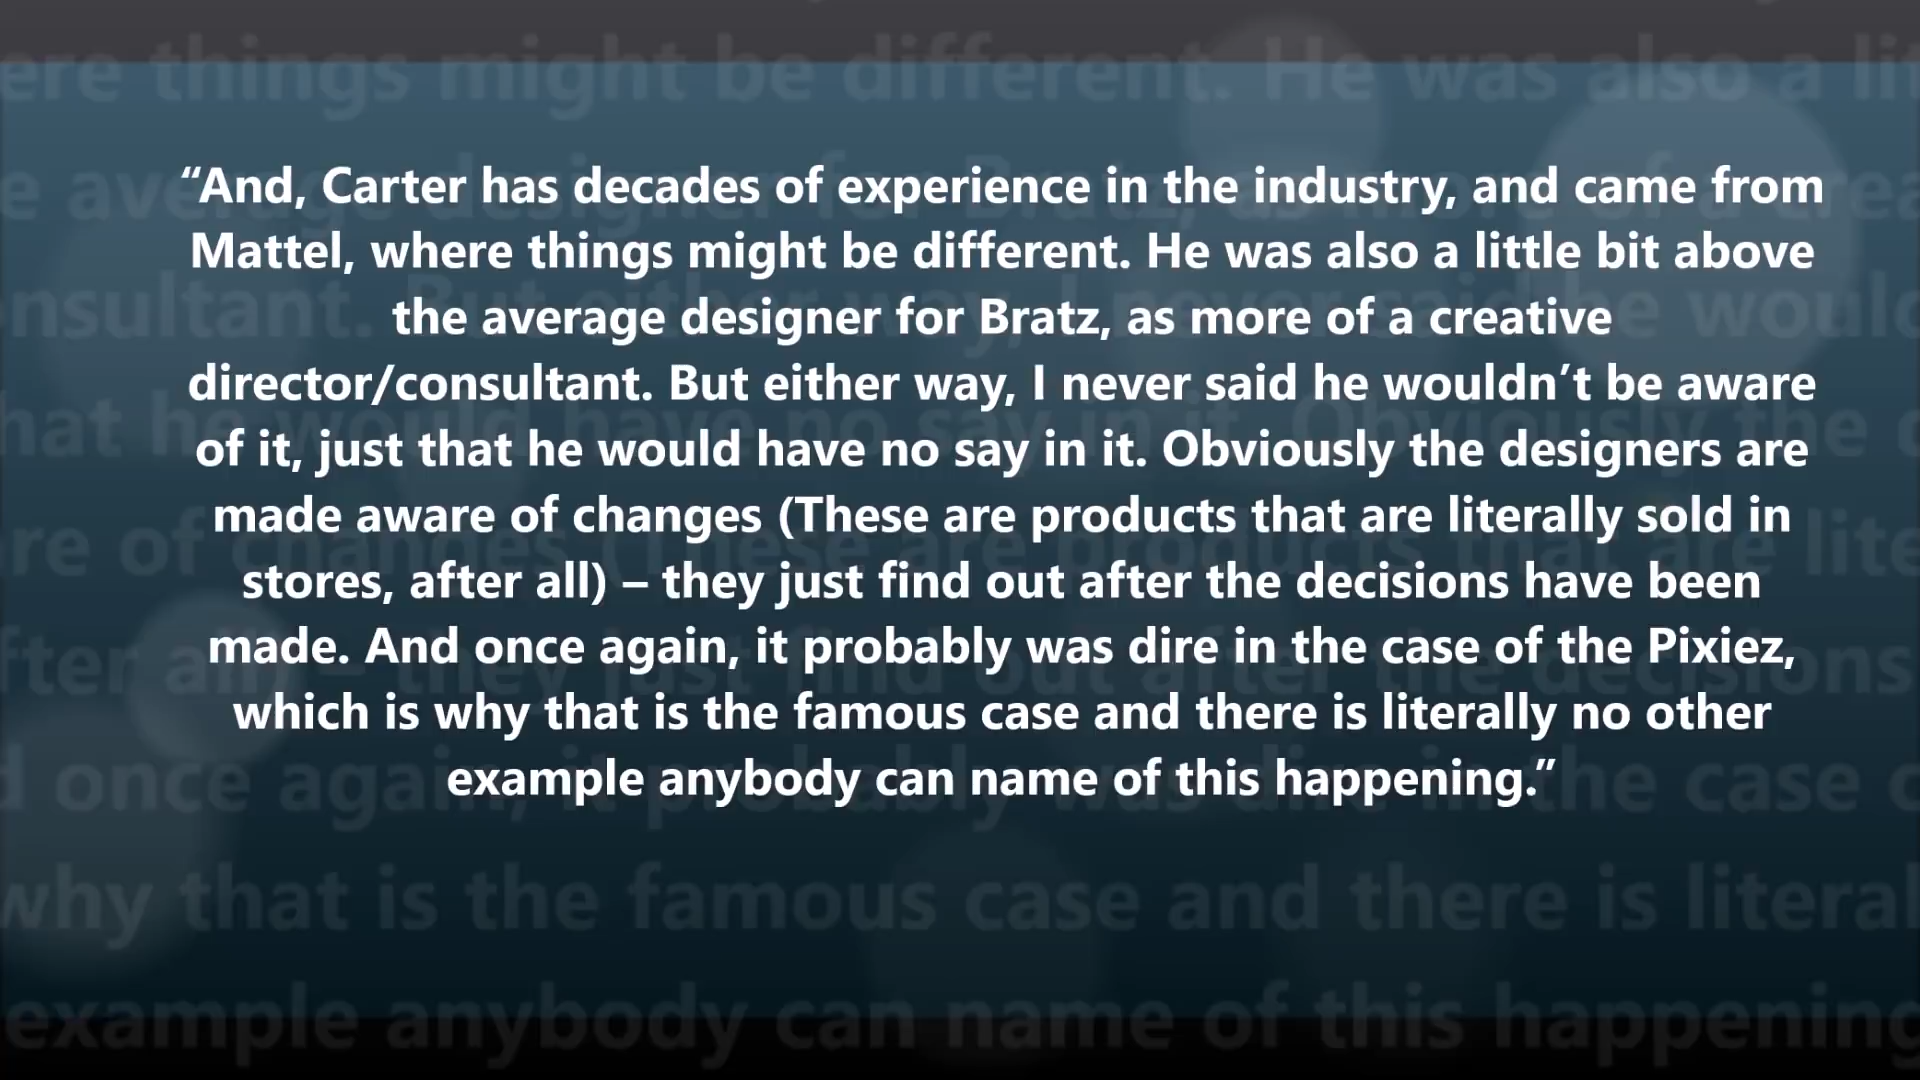 “And, Carter has decades of experience in the industry, and came from
Mattel, where things might be different. He was also a little bit above
the average designer for Bratz, as more of a creative
director/consultant. But either way, I never said he wouldn’t be aware
of it, just that he would have no say in it. Obviously the designers are
made aware of changes (These are products that are literally sold in
stores, after all) – they just find out after the decisions have been
made. And once again, it probably was dire in the case of the Pixiez,
which is why that is the famous case and there is literally no other
example anybody can name of this happening.”